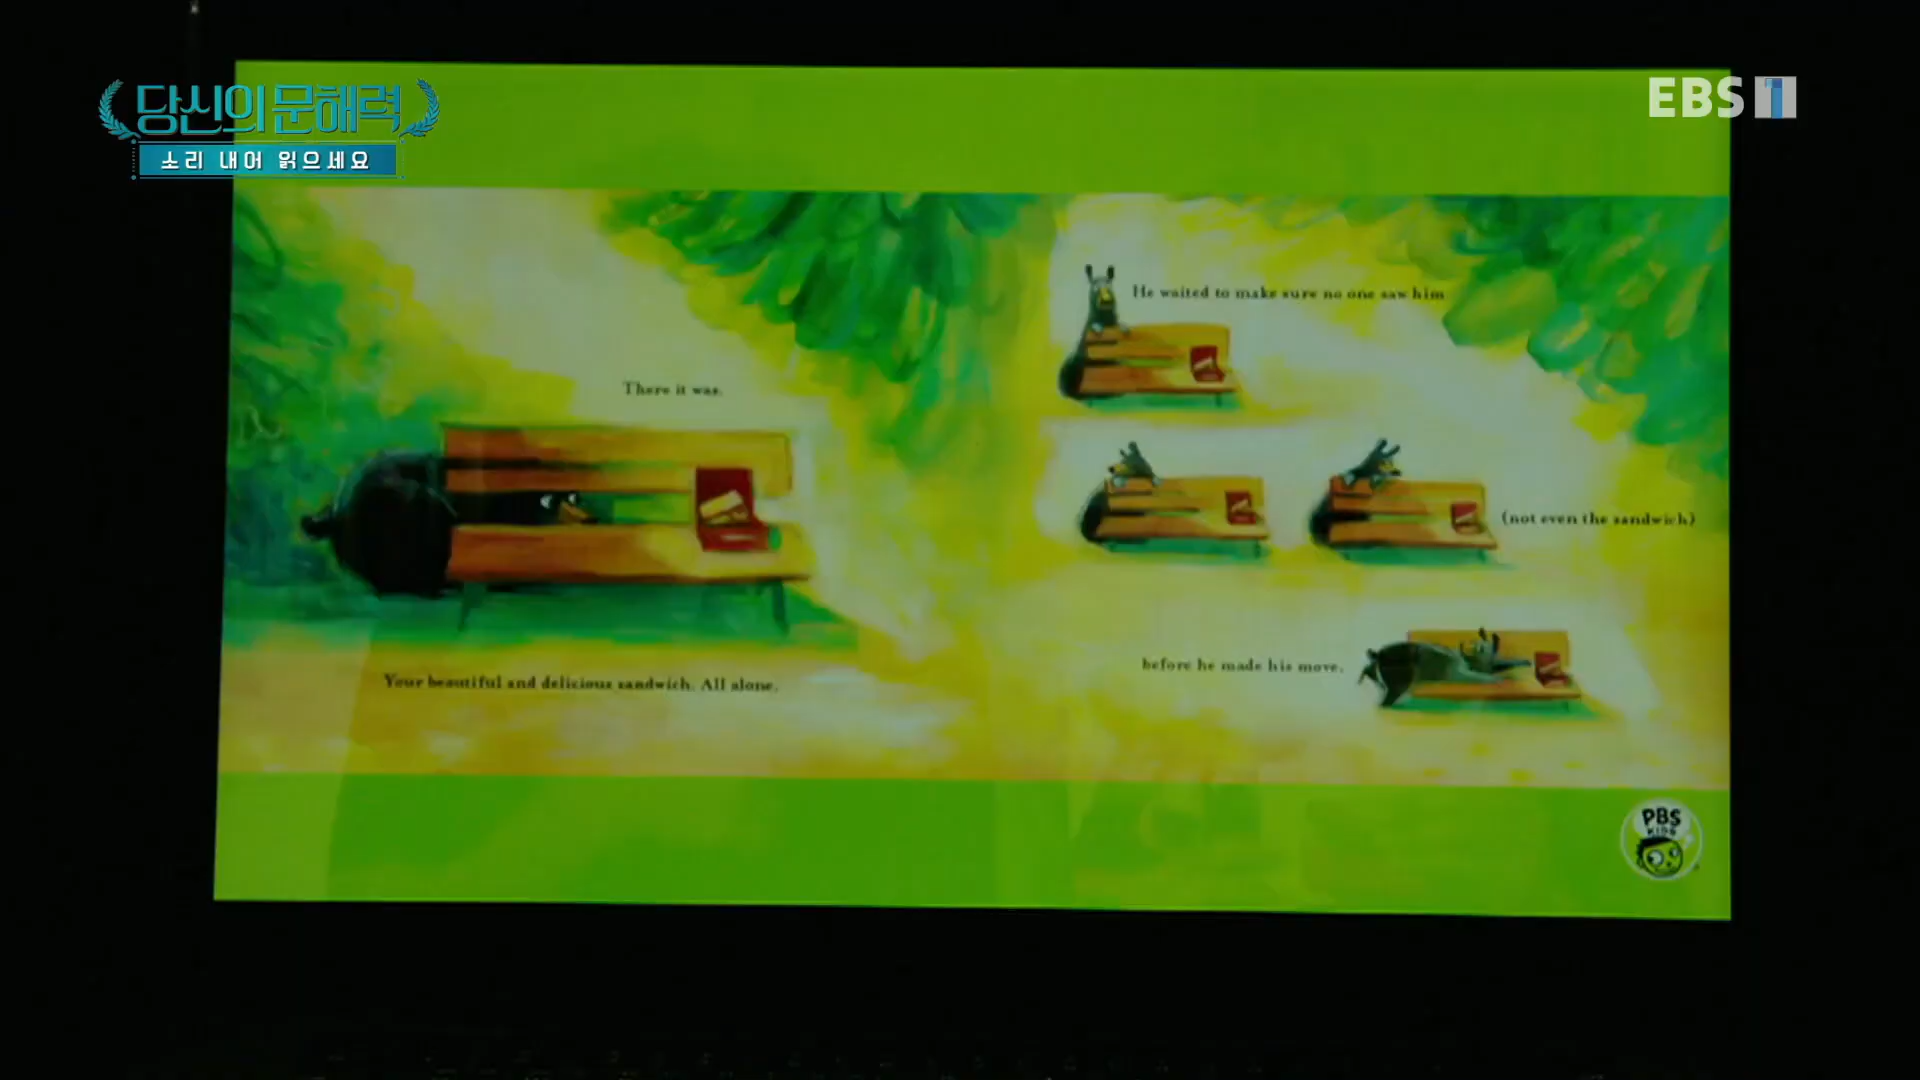 당신의 문해력
소리 내어 읽으세요
EBS 1
There it was.
Your beautiful and delicious sandwich. All alone.
He waited to make sure no one saw him
(not even the sandwich)
before he made his move.
PBS
KIDS